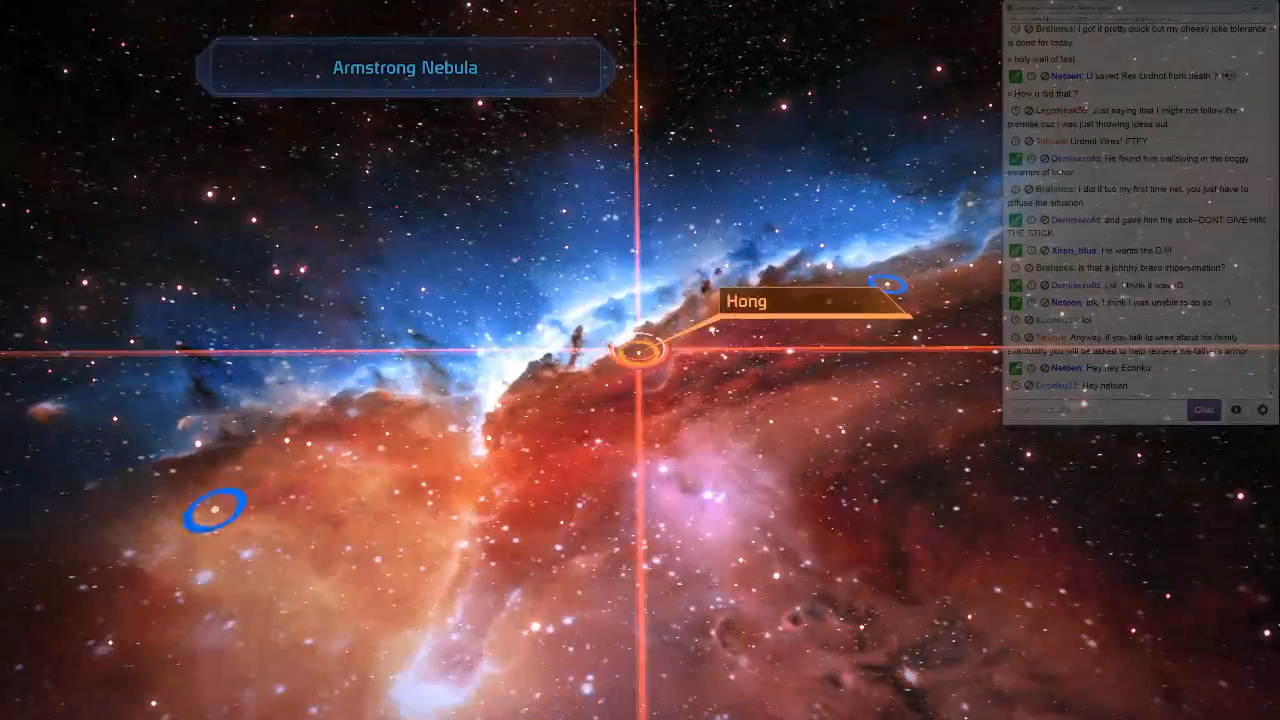 Armstrong Nebula
Hong
Brahmss: i got it pretty quick but my cheesy joke tolerance
is done for today
» holy wall of text
Netoen: U saved Rex Urdnot from death ?
» How u did that ?
Legofreak39: Just saying that I might not follow the
premise cuz I was just throwing ideas out
Urdnot Wrex* FTFY
Demiserofd: He found him wallowing in the boggy
swamps of
Brahmss: I did it too my first time net, you just have to
diffuse the situation
Demiserofd: and gave him the stick--DONT GIVE HIM
THE STICK
Xiren_blue: He wants the D !!!
Brahmss: is that a johnny bravo impersonation?
Demiserofd: Lol, I think it was xD
Netoen: idk, I think I was unable to do so
Econku33: lol
Anyway, if you talk to wrex about his family
Eventually you will be asked to help retrieve his father's armor
Netoen: Hey hey Econku
Econku33: Hey netoen
Chat